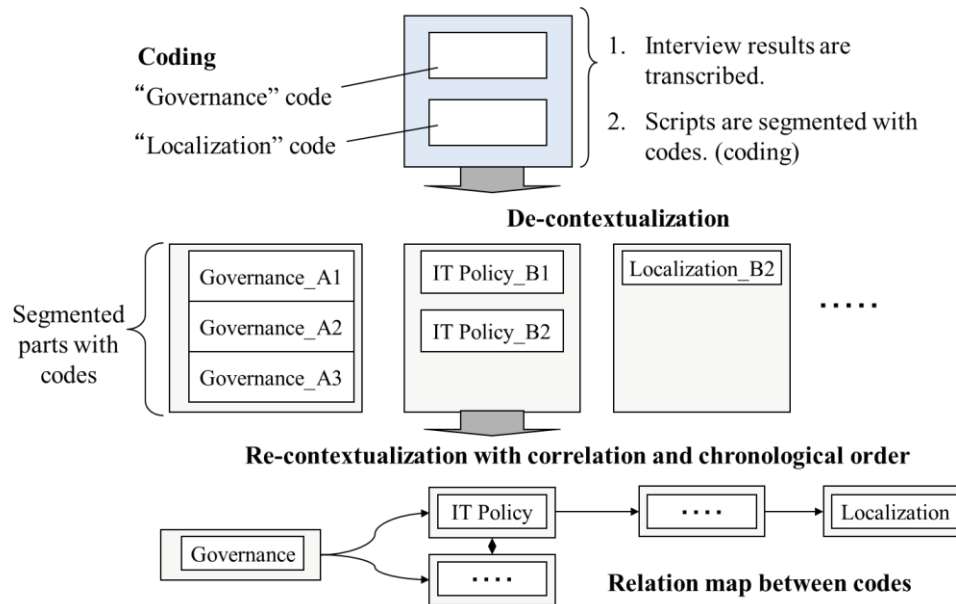 Coding
“Governance” code
“Localization” code
1. Interview results are
transcribed.
2. Scripts are segmented with
codes. (coding)
De-contextualization
Segmented
parts with
codes
Governance_A1
Governance_A2
Governance_A3
IT Policy_B1
IT Policy_B2
Localization_B2
.....
Re-contextualization with correlation and chronological order
Governance
IT Policy
....
....
Localization
Relation map between codes